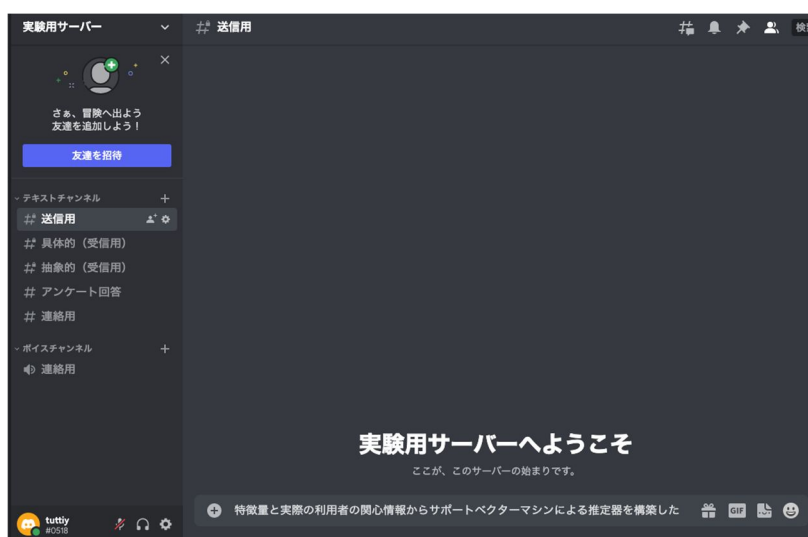 実験用サーバー
さぁ、冒険へ出よう
友達を追加しよう！
友達を招待
テキストチャンネル
送信用
具体的（受信用）
抽象的（受信用）
アンケート回答
連絡用
ボイスチャンネル
連絡用
tuttiy
#0518
送信用
実験用サーバーへようこそ
ここが、このサーバーの始まりです。
特徴量と実際の利用者の関心情報からサポートベクターマシンによる推定器を構築した
GIF